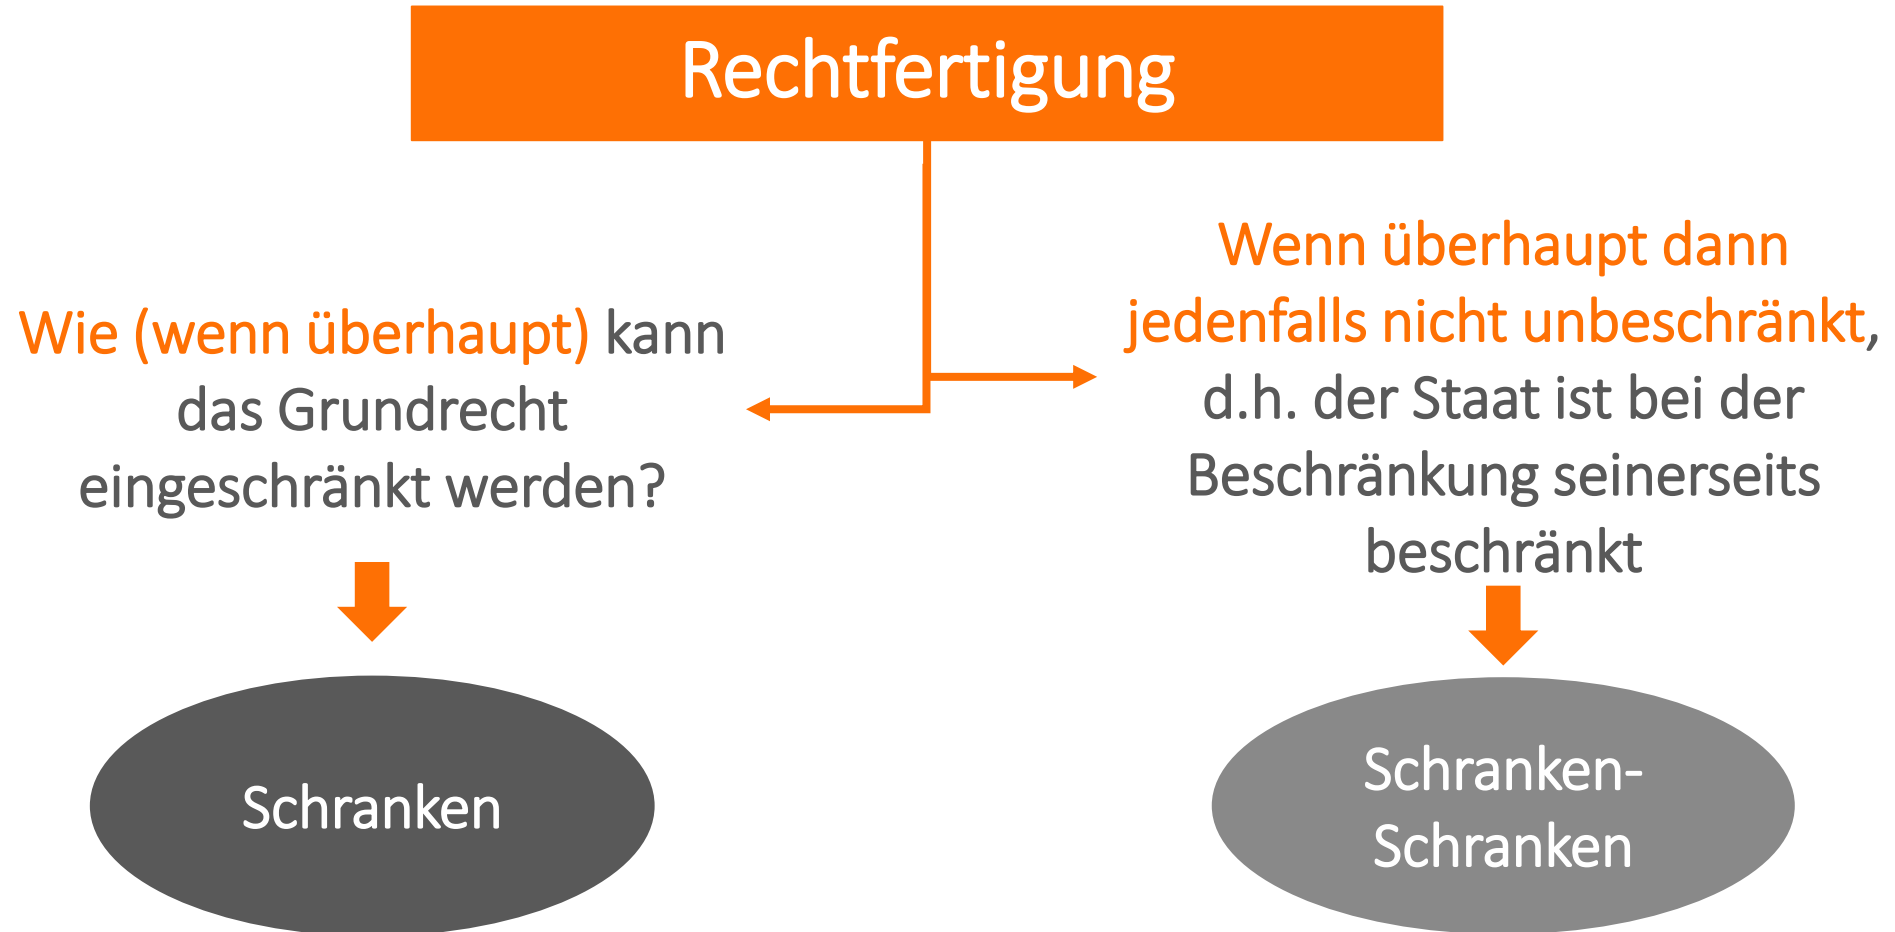 Rechtfertigung
Wie (wenn überhaupt) kann
das Grundrecht
eingeschränkt werden?
Schranken
Wenn überhaupt dann
jedenfalls nicht unbeschränkt,
d.h. der Staat ist bei der
Beschränkung seinerseits
beschränkt
Schranken-
Schranken